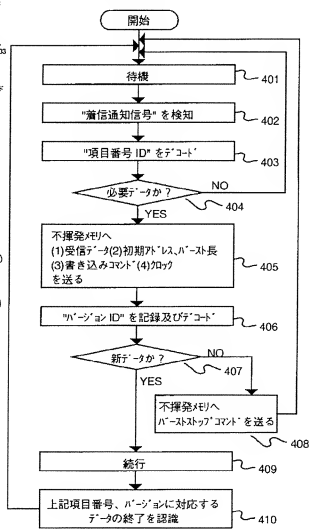 開始
待機
401
"着信通知信号" を検知
402
"項目番号 ID" をデコード
403
必要データか?
NO
404
YES
不揮発メモリへ
(1)受信データ(2)初期アドレス、バースト長
(3)書き込みコマンド(4)クロック
を送る
405
"バージョン ID" を記録及びデコード
406
新データか?
NO
407
YES
不揮発メモリへ
バーストストップコマンドを送る
408
続行
409
上記項目番号、バージョンに対応する
データの終了を認識
410